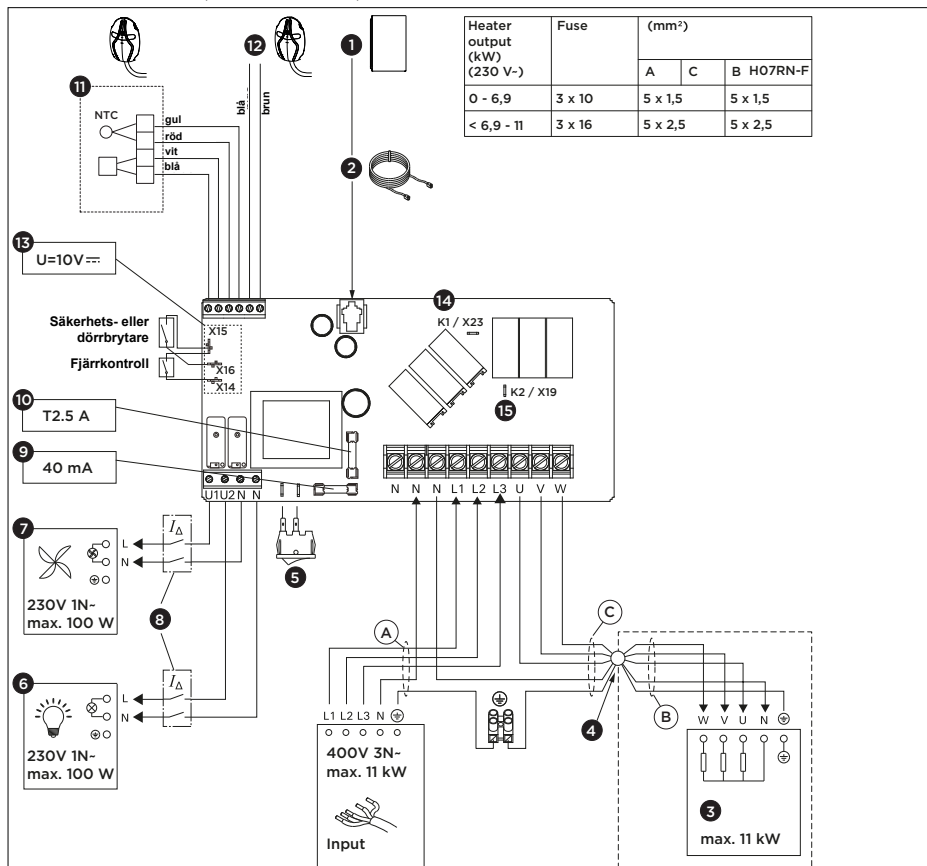 12
1
Heater output (kW) (230 V~)
Fuse
(mm²)
A
C
B H07RN-F
0 - 6,9
3 x 10
5 x 1,5
5 x 1,5
< 6,9 - 11
3 x 16
5 x 2,5
5 x 2,5
11
NTC
gul
röd
vit
blå
blå
brun
2
13
U=10V
14
K1 / X23
Säkerhets- eller
dörrbrytare
X15
Fjärrkontroll
X16
X14
K2 / X19
15
10
T2.5 A
9
40 mA
U1 U2 N N
N N N L1 L2 L3 U V W
7
I∆
L
N
230V 1N~
max. 100 W
5
8
A
C
6
I∆
L
N
230V 1N~
max. 100 W
4
B
L1 L2 L3 N
400V 3N~
max. 11 kW
Input
W V U N
3
max. 11 kW